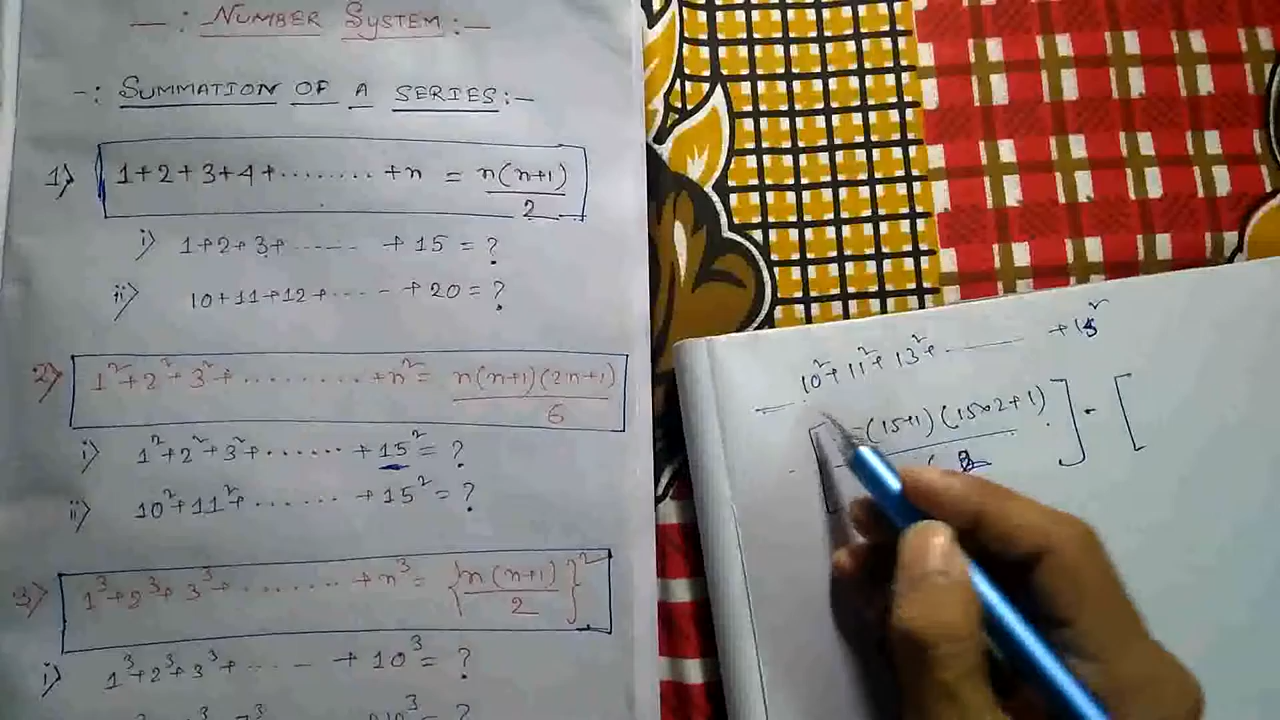 -: NUMBER SYSTEM :-
-: SUMMATION OF A SERIES :-
1) 1+2+3+4+........+n = n(n+1)/2
i) 1+2+3+...... +15 = ?
ii) 10+11+12+..... +20 = ?
2) 1²+2²+3²+..........+n² = n(n+1)(2n+1)/6
i) 1²+2²+3²+...... +15² = ?
ii) 10²+11²+....... +15² = ?
3) 1³+2³+3³+........ +n³ = {n(n+1)/2}²
i) 1³+2³+3³+..... +10³ = ?
10²+11²+13²+........ +15²
(15+1)(15×2+1)] - [